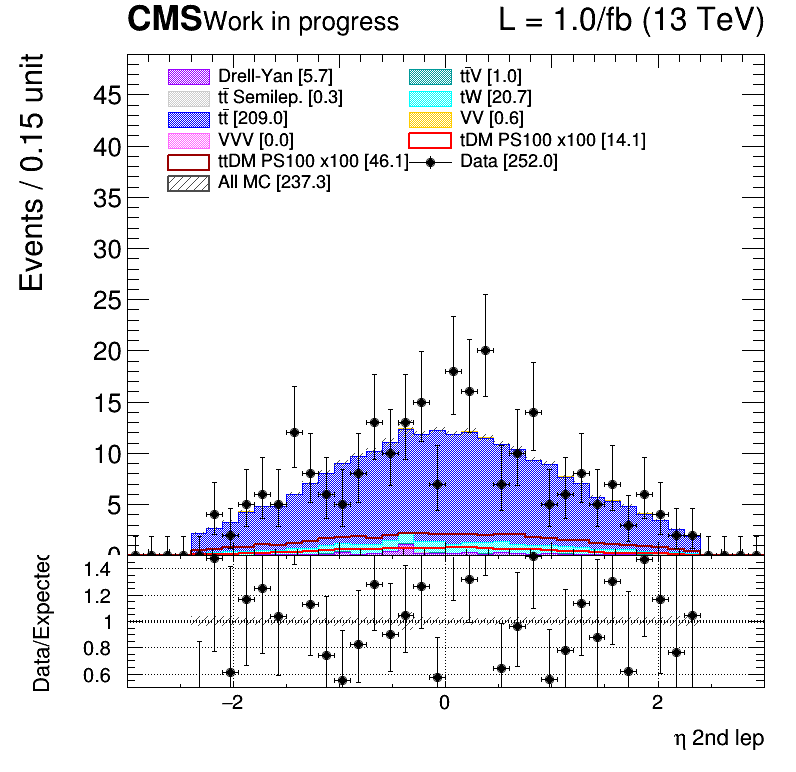 CMS Work in progress L = 1.0/fb (13 TeV)
Events / 0.15 unit
Drell-Yan [5.7] tt̄V [1.0]
tt̄ Semilep. [0.3] tW [20.7]
tt̄ [209.0] VV [0.6]
VVV [0.0] tDM PS100 x100 [14.1]
ttDM PS100 x100 [46.1] Data [252.0]
All MC [237.3]
45
40
35
30
25
20
15
10
5
0
Data/Expected
1.4
1.2
1
0.8
0.6
−2 0 2
η 2nd lep